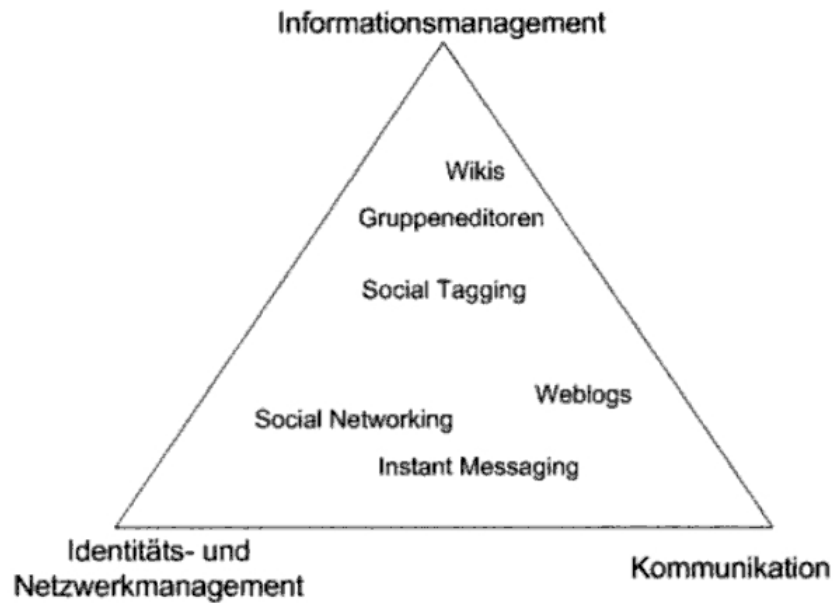 Informationsmanagement
Wikis
Gruppeneditoren
Social Tagging
Weblogs
Social Networking
Instant Messaging
Identitäts- und
Netzwerkmanagement
Kommunikation